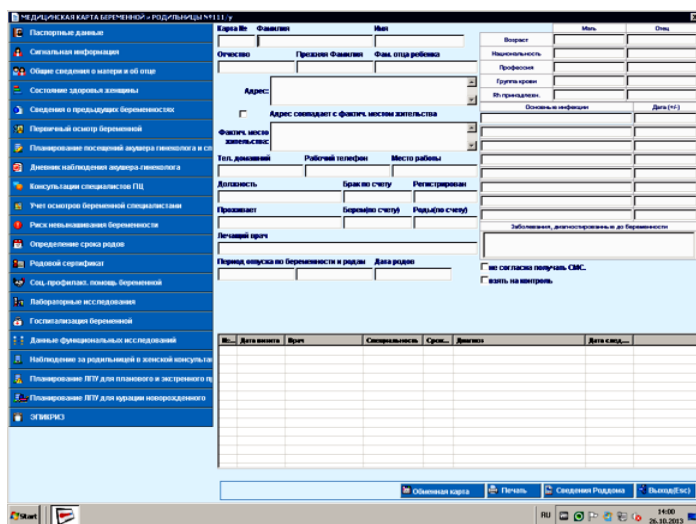 МЕДИЦИНСКАЯ КАРТА БЕРЕМЕННОЙ и РОДИЛЬНИЦЫ №111/у
Паспортные данные
Сигнальная информация
Общие сведения о матери и об отце
Состояние здоровья женщины
Сведения о предыдущих беременностях
Первичный осмотр беременной
Планирование посещений акушера гинеколога и сп
Дневник наблюдения акушера-гинеколога
Консультации специалистов ПЦ
Учет осмотров беременной специалистами
Риск невынашивания беременности
Определение срока родов
Родовой сертификат
Соц.-профилакт. помощь беременной
Лабораторные исследования
Госпитализация беременной
Данные функциональных исследований
Наблюдение за родильницей в женской консульта
Планирование ЛПУ для планового и экстренного п
Планирование ЛПУ для курации новорожденного
ЭПИКРИЗ
Карта № Фамилия Имя
Отчество Прежняя Фамилия Фам. отца ребенка
Адрес:
Адрес совпадает с фактич. местом жительства
Фактич. место
жительства:
Тел. домашний Рабочий телефон Место работы
Должность Брак по счету Регистрирован
Проживает Берем(по счету) Роды(по счету)
Лечащий врач
Период отпуска по беременности и родам Дата родов
Мать Отец
Возраст
Национальность
Профессия
Группа крови
Rh принадлежн.
Основные инфекции Дата (+/-)
Заболевания, диагностированные до беременности
не согласна получать СМС.
взять на контроль
№... Дата визита Врач Специальность Срок... Диагноз Дата след....
Обменная карта Печать Сведения Роддома Выход(Esc)
Start RU 14:00
26.10.2013